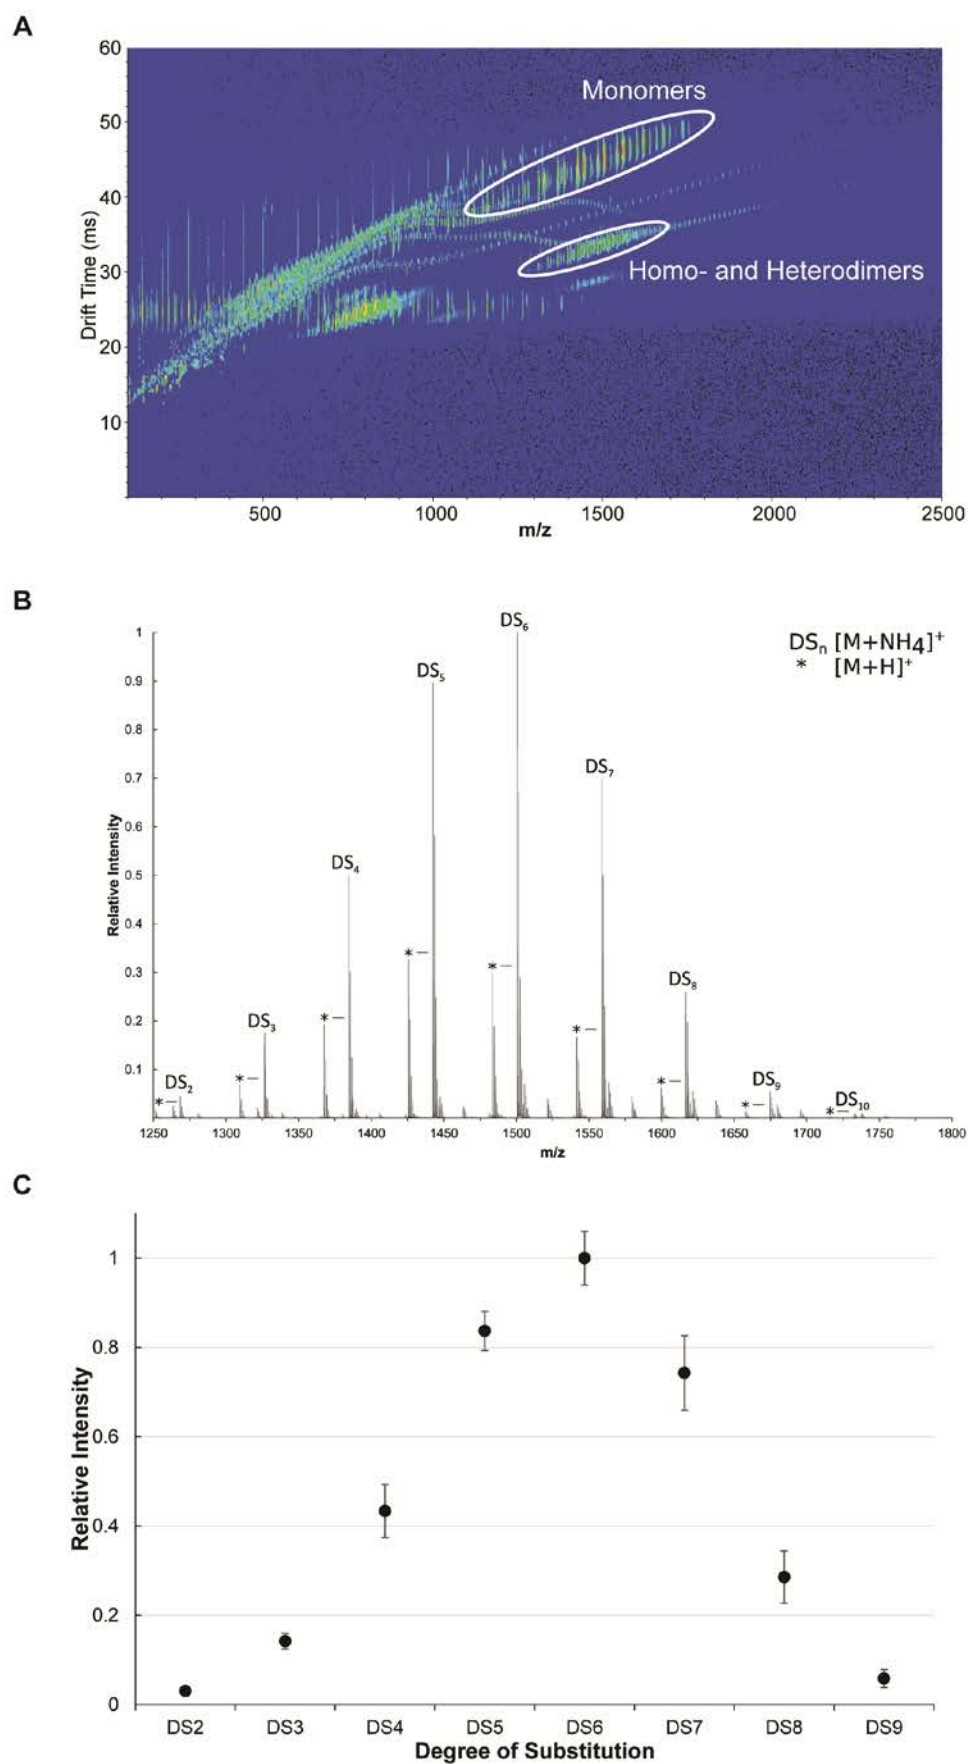 A
60
50
40
30
20
10
Drift Time (ms)
Monomers
Homo- and Heterodimers
500 1000 1500 2000 2500
m/z
B
DSₙ [M+NH4]⁺
* [M+H]⁺
1
0.9
0.8
0.7
0.6
0.5
0.4
0.3
0.2
0.1
Relative Intensity
DS₆
DS₅
DS₇
DS₄
* –
* –
DS₈
* –
DS₃
* –
* –
* –
DS₂
DS₉
* –
* –
DS₁₀
* –
1250 1300 1350 1400 1450 1500 1550 1600 1650 1700 1750 1800
m/z
C
1
0.8
0.6
0.4
0.2
0
Relative Intensity
DS2 DS3 DS4 DS5 DS6 DS7 DS8 DS9
Degree of Substitution